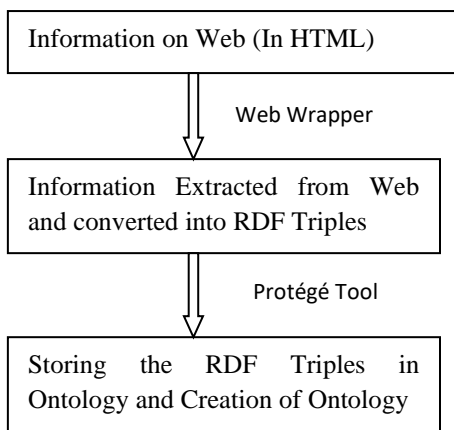 Information on Web (In HTML)
Web Wrapper
Information Extracted from Web
and converted into RDF Triples
Protégé Tool
Storing the RDF Triples in
Ontology and Creation of Ontology